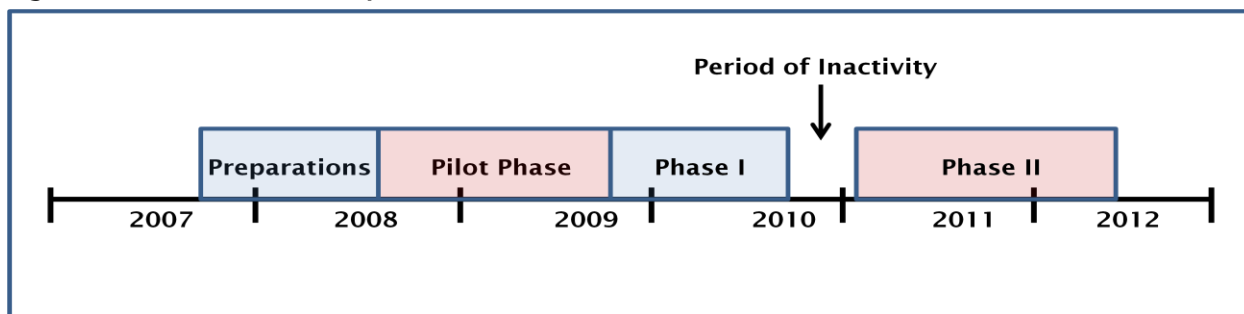 Period of Inactivity
Preparations Pilot Phase Phase I Phase II
2007 2008 2009 2010 2011 2012